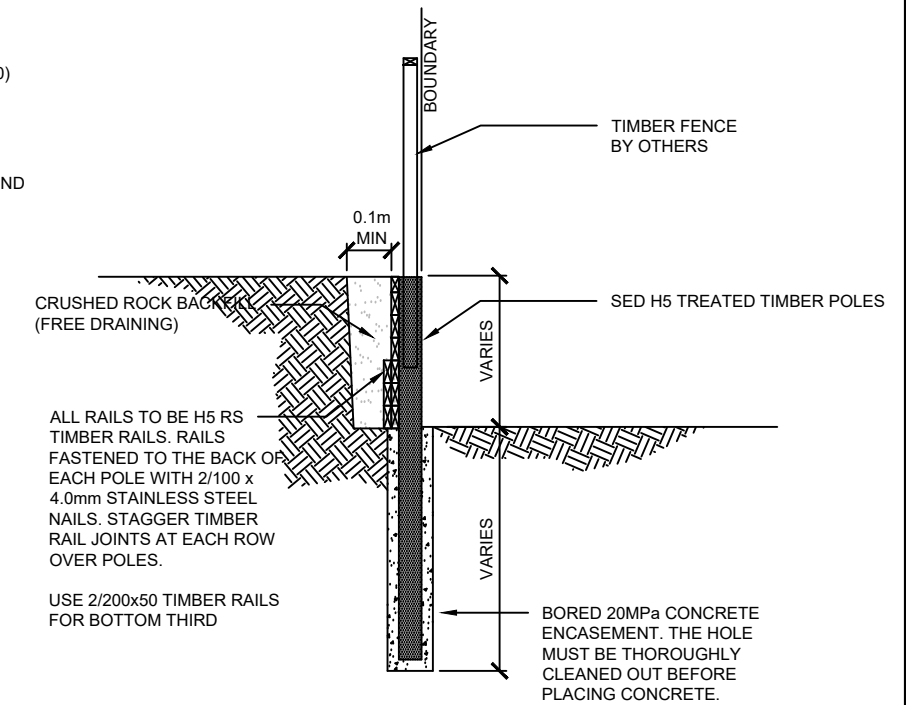 0)
ND
BOUNDARY
TIMBER FENCE
BY OTHERS
0.1m
MIN
CRUSHED ROCK BACKFILL
(FREE DRAINING)
SED H5 TREATED TIMBER POLES
VARIES
ALL RAILS TO BE H5 RS
TIMBER RAILS. RAILS
FASTENED TO THE BACK OF
EACH POLE WITH 2/100 x
4.0mm STAINLESS STEEL
NAILS. STAGGER TIMBER
RAIL JOINTS AT EACH ROW
OVER POLES.
USE 2/200x50 TIMBER RAILS
FOR BOTTOM THIRD
VARIES
BORED 20MPa CONCRETE
ENCASEMENT. THE HOLE
MUST BE THOROUGHLY
CLEANED OUT BEFORE
PLACING CONCRETE.